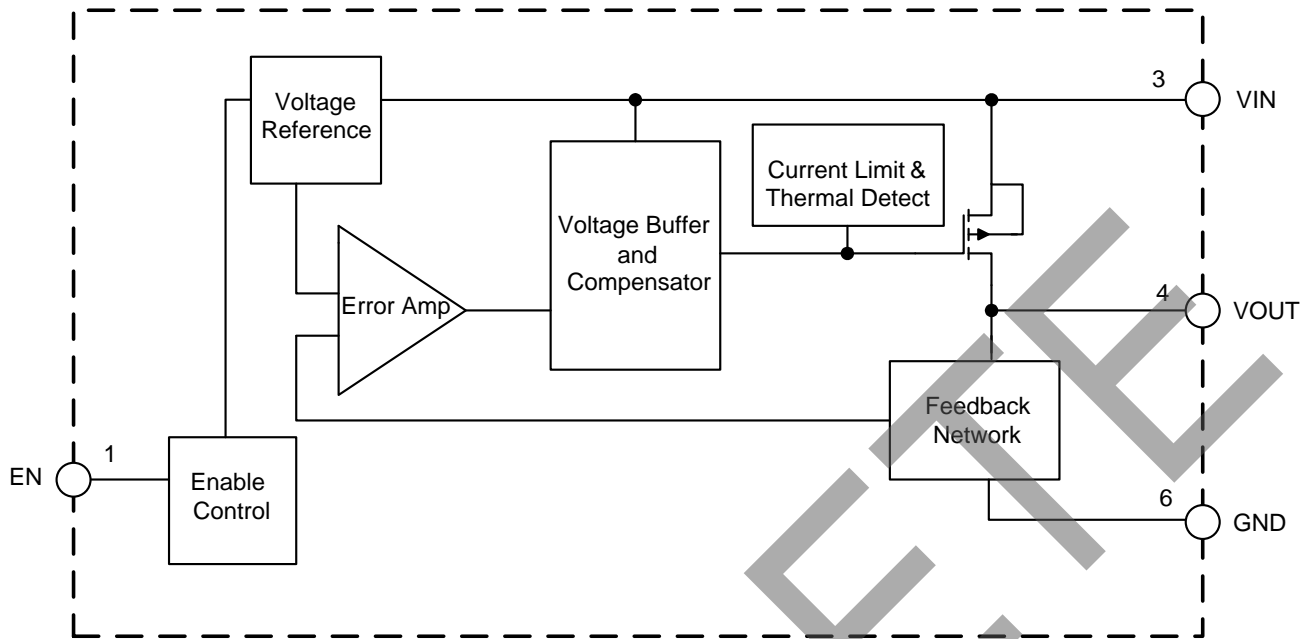 Voltage
Reference
3
VIN
Current Limit &
Thermal Detect
Voltage Buffer
and
Compensator
Error Amp
4
VOUT
Feedback
Network
1
EN
Enable
Control
6
GND